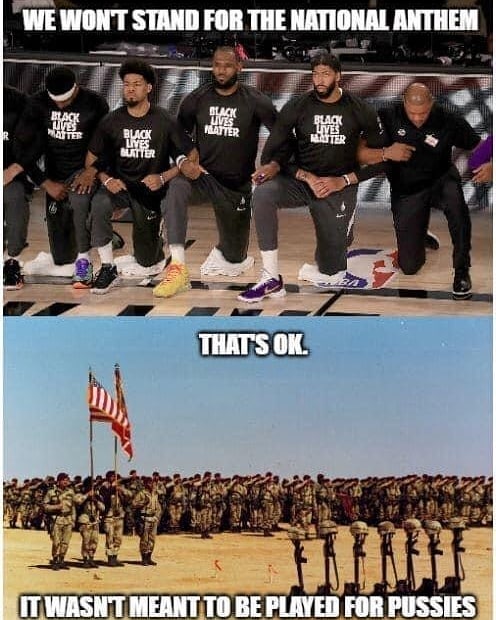 WE WON'T STAND FOR THE NATIONAL ANTHEM
BLACK
LIVES
MATTER
BLACK
LIVES
MATTER
BLACK
LIVES
MATTER
BLACK
LIVES
MATTER
R
NBA
THAT'S OK.
IT WASN'T MEANT TO BE PLAYED FOR PUSSIES